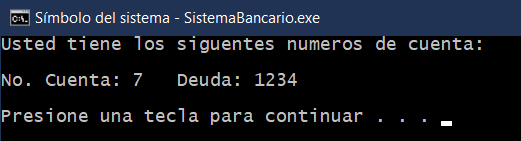 Símbolo del sistema - SistemaBancario.exe
Usted tiene los siguentes numeros de cuenta:
No. Cuenta: 7   Deuda: 1234
Presione una tecla para continuar . . .